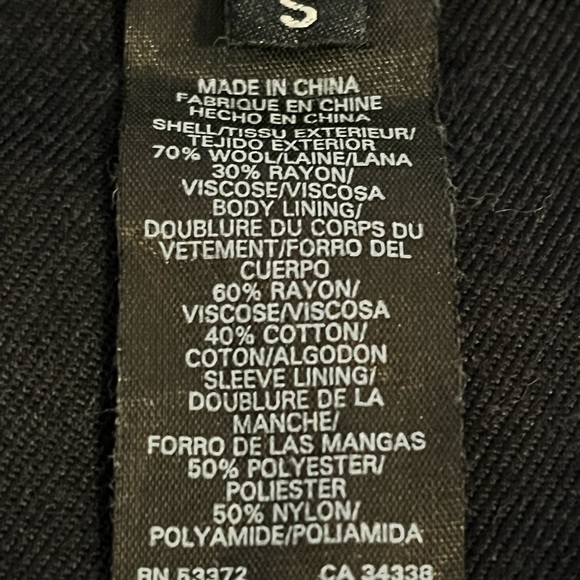 S
MADE IN CHINA
FABRIQUE EN CHINE
HECHO EN CHINA
SHELL/TISSU EXTERIEUR/
TEJIDO EXTERIOR
70% WOOL/LAINE/LANA
30% RAYON/
VISCOSE/VISCOSA
BODY LINING/
DOUBLURE DU CORPS DU
VETEMENT/FORRO DEL
CUERPO
60% RAYON/
VISCOSE/VISCOSA
40% COTTON/
COTON/ALGODON
SLEEVE LINING/
DOUBLURE DE LA
MANCHE/
FORRO DE LAS MANGAS
50% POLYESTER/
POLIESTER
50% NYLON/
POLYAMIDE/POLIAMIDA
RN 53372 CA 34338